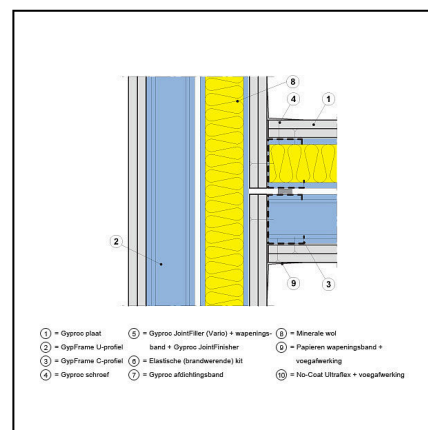 8
4
1
2
9
3
1 = Gyproc plaat
2 = GypFrame U-profiel
3 = GypFrame C-profiel
4 = Gyproc schroef
5 = Gyproc JointFiller (Vario) + wapenings-
band + Gyproc JointFinisher
6 = Elastische (brandwerende) kit
7 = Gyproc afdichtingsband
8 = Minerale wol
9 = Papieren wapeningsband +
voegafwerking
10 = No-Coat Ultraflex + voegafwerking